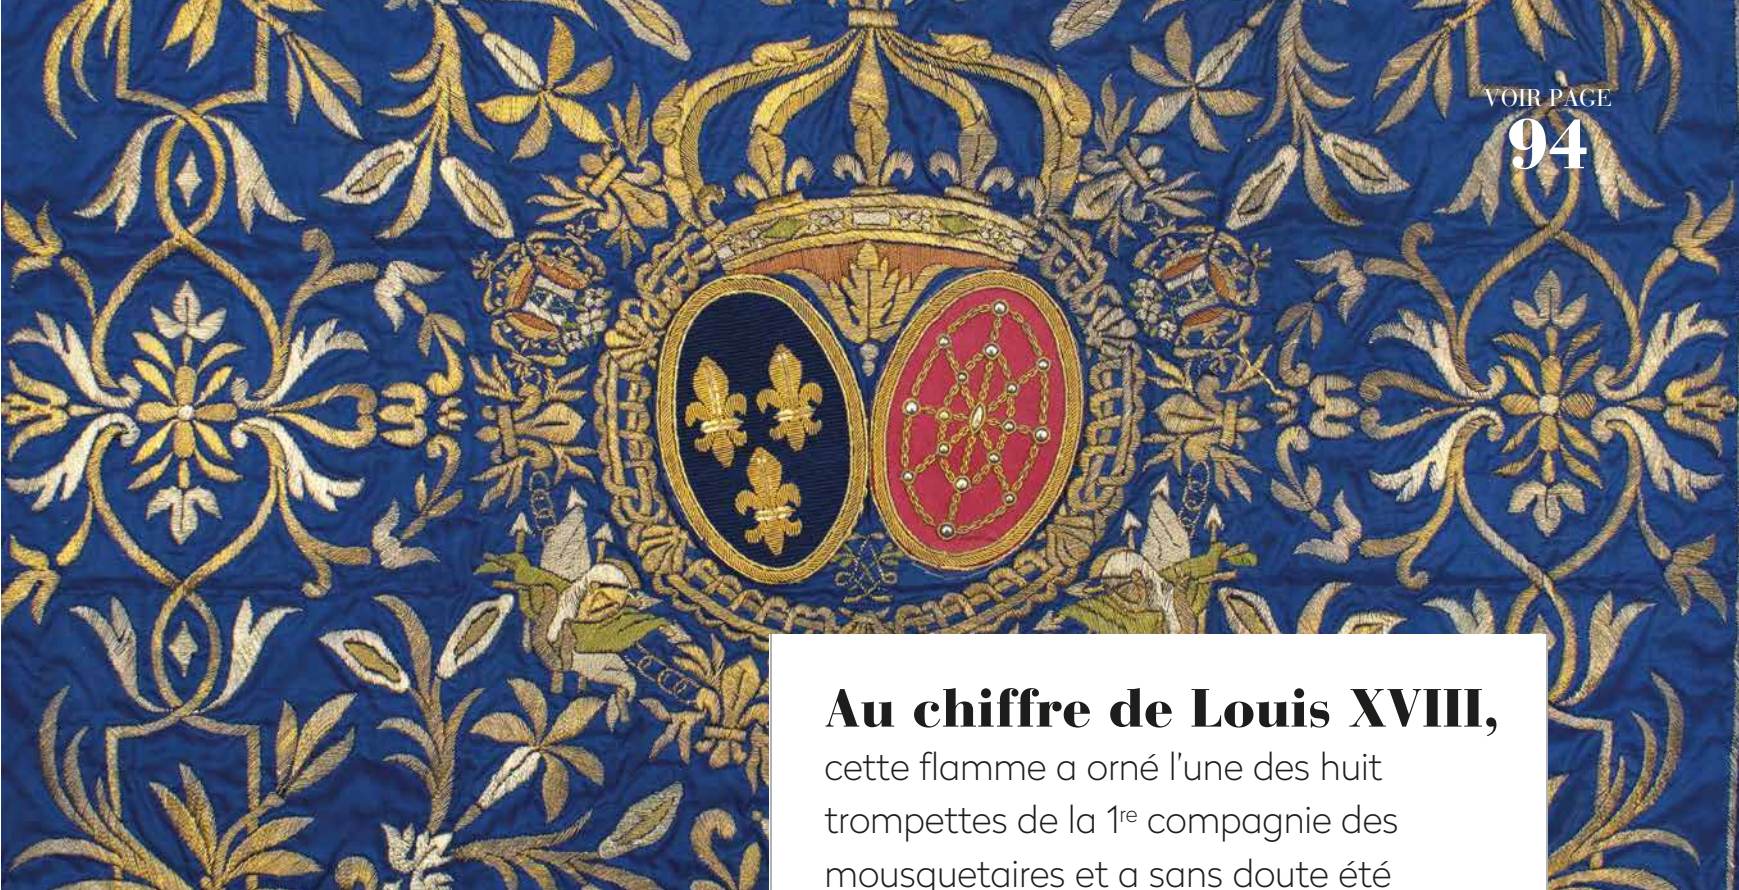 VOIR PAGE
94
Au chiffre de Louis XVIII,
cette flamme a orné l'une des huit
trompettes de la 1re compagnie des
mousquetaires et a sans doute été